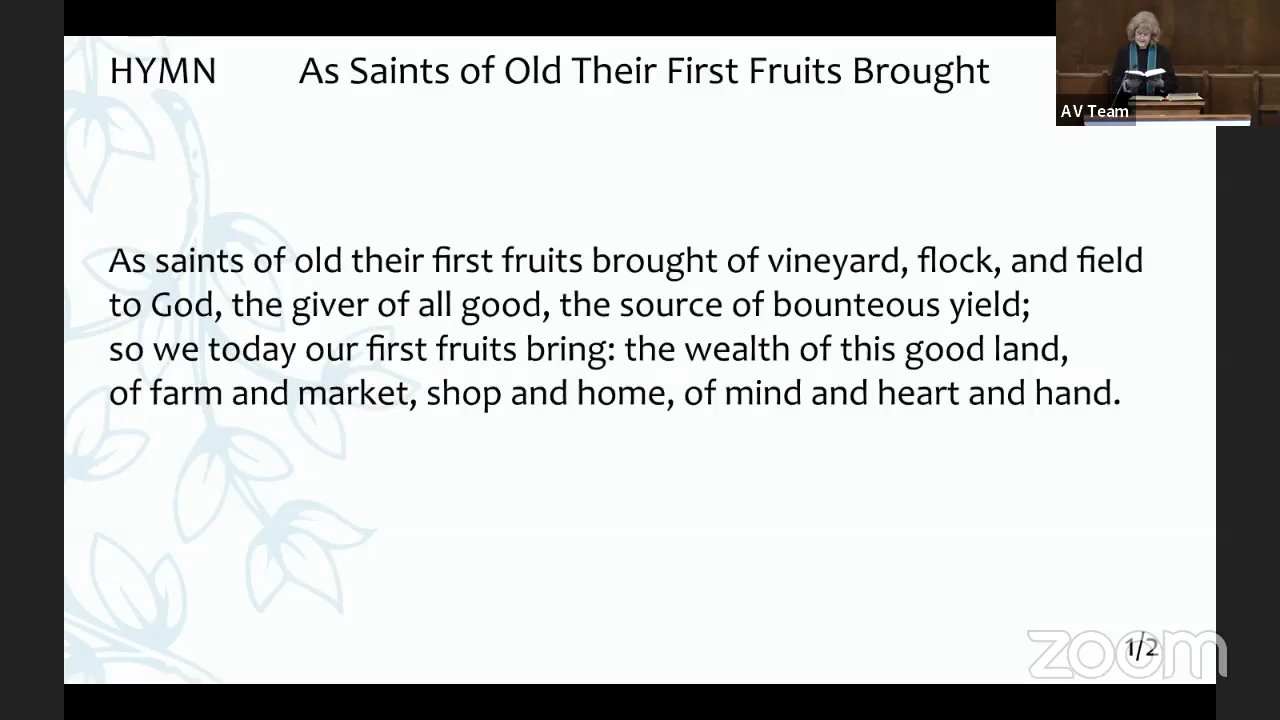 HYMN As Saints of Old Their First Fruits Brought
AV Team
As saints of old their first fruits brought of vineyard, flock, and field
to God, the giver of all good, the source of bounteous yield;
so we today our first fruits bring: the wealth of this good land,
of farm and market, shop and home, of mind and heart and hand.
1/2
zoom